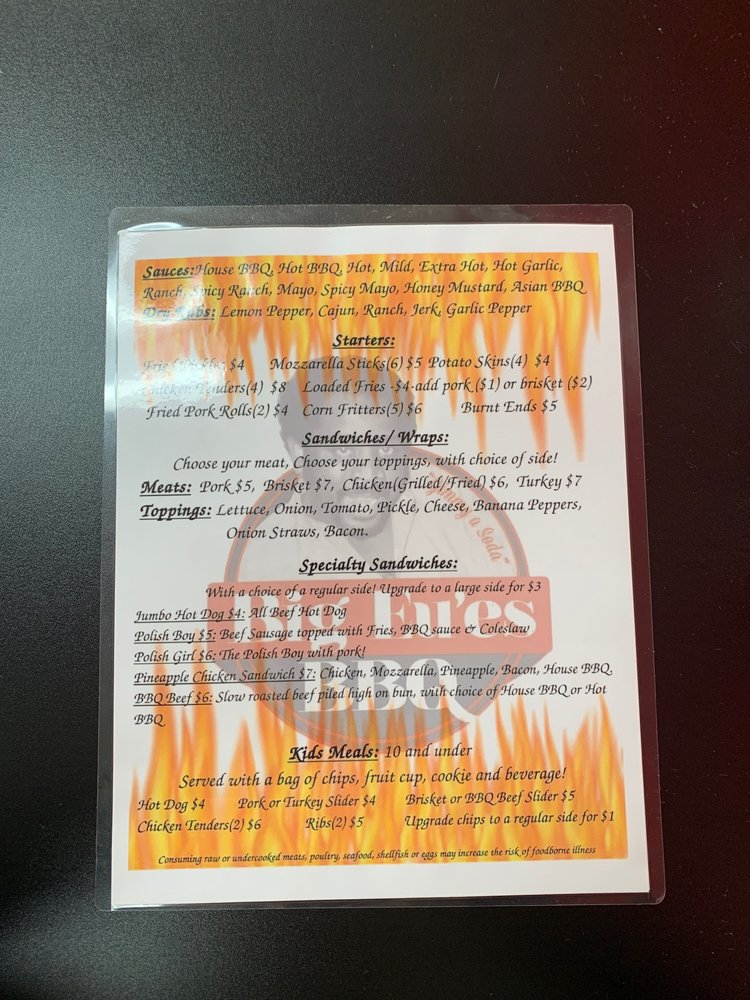 Sauces:House BBQ, Hot BBQ, Hot, Mild, Extra Hot, Hot Garlic,
Ranch, Spicy Ranch, Mayo, Spicy Mayo, Honey Mustard, Asian BBQ
Dry Rubs: Lemon Pepper, Cajun, Ranch, Jerk, Garlic Pepper
Starters:
Fried $4 Mozzarella Sticks(6) $5 Potato Skins(4) $4
Chicken Tenders(4) $8 Loaded Fries -$4-add pork ($1) or brisket ($2)
Fried Pork Rolls(2) $4 Corn Fritters(5) $6 Burnt Ends $5
Sandwiches/ Wraps:
Choose your meat, Choose your toppings, with choice of side!
Meats: Pork $5, Brisket $7, Chicken(Grilled/Fried) $6, Turkey $7
Toppings: Lettuce, Onion, Tomato, Pickle, Cheese, Banana Peppers,
Onion Straws, Bacon.
a Soda"
Specialty Sandwiches:
With a choice of a regular side! Upgrade to a large side for $3
Jumbo Hot Dog $4: All Beef Hot Dog
Big Eu'es
Polish Boy $5: Beef Sausage topped with Fries, BBQ sauce & Coleslaw
Polish Girl $6: The Polish Boy with pork!
Pineapple Chicken Sandwich $7: Chicken, Mozzarella, Pineapple, Bacon, House BBQ.
BBQ
BBQ Beef $6: Slow roasted beef piled high on bun, with choice of House BBQ or Hot
BBQ
Kids Meals: 10 and under
Served with a bag of chips, fruit cup, cookie and beverage!
Hot Dog $4 Pork or Turkey Slider $4 Brisket or BBQ Beef Slider $5
Chicken Tenders(2) $6 Ribs(2) $5 Upgrade chips to a regular side for $1
Consuming raw or undercooked meats, poultry, seafood, shellfish or eggs may increase the risk of foodborne illness